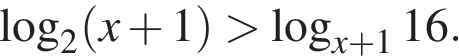 log₂(x + 1) > logₓ₊₁ 16.